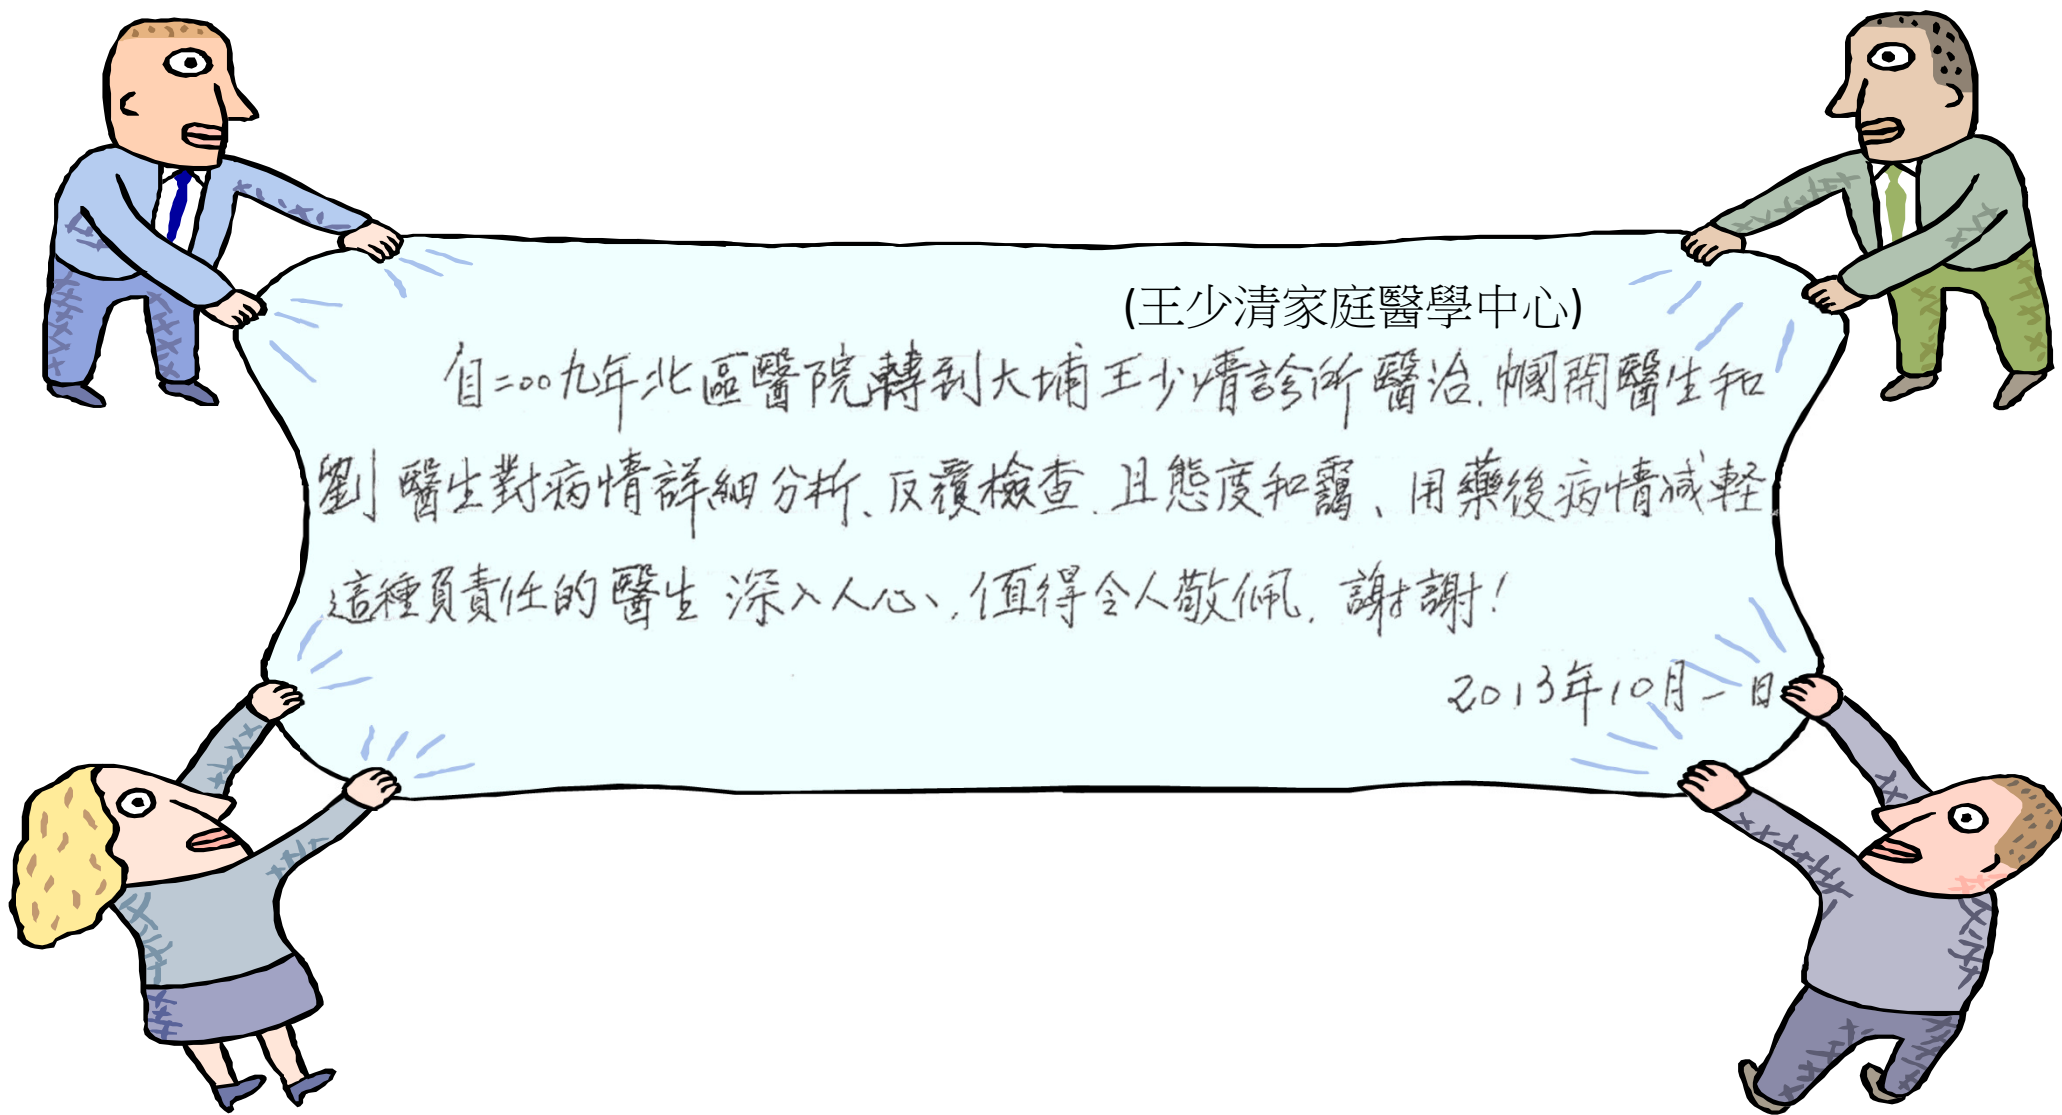 (王少清家庭醫學中心)
自二00九年北區醫院轉到大埔王少清診所醫治.幗開醫生和
劉醫生對病情詳細分析、反覆檢查.且態度和靄、用藥後病情減輕
這種負責任的醫生 深入人心、值得令人敬佩.謝謝!
2013年10月一日